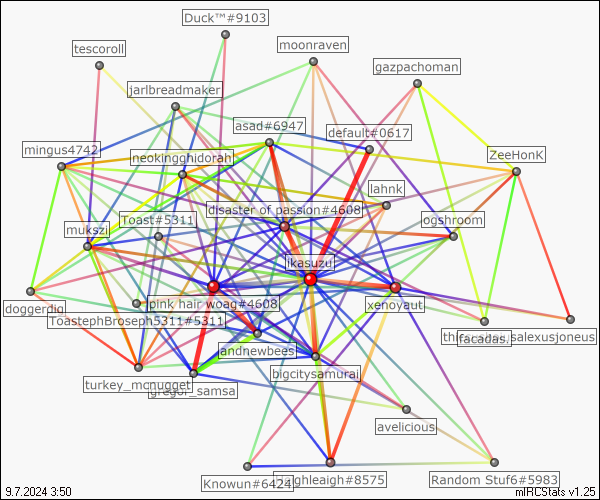 Duck™#9103
tescoroll
moonraven
gazpachoman
jarlbreadmaker
asad#6947
default#0617
mingus4742
neokingghidorah
ZeeHonK
lahnk
disaster of passion#4608
Toast#5311
ogshroom
mukszi
ikasuzu
pink hair woag#4608
xenoyaut
doggerdig
ToastephBroseph5311#5311
facadas.
salexusjoneus
andnewbees
bigcitysamurai
turkey_mcnugget
gregor_samsa
avelicious
Knowun#6424
ighleigh#8575
Random Stuf6#5983
9.7.2024 3:50
mIRCStats v1.25